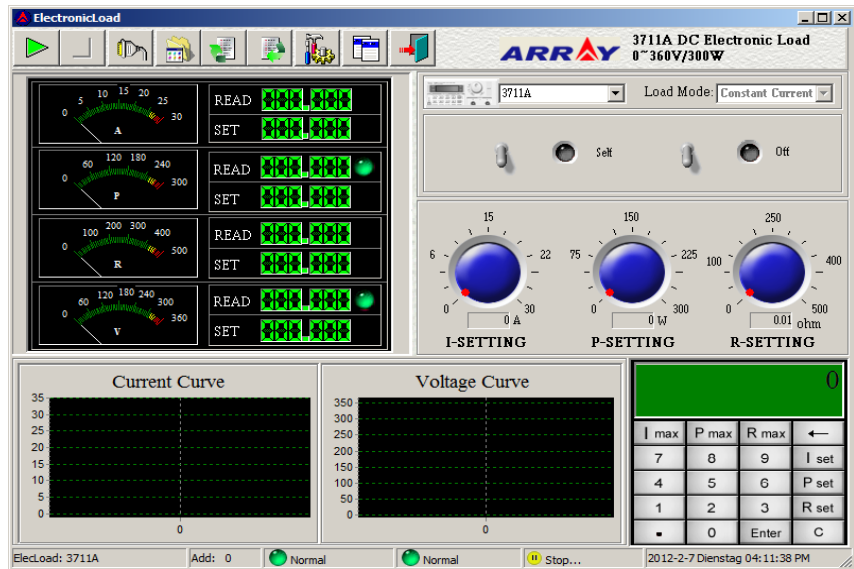 ElectronicLoad
ARRAY
3711A DC Electronic Load
0~360V/300W
0 5 10 15 20 25 30
A
READ
SET
0 60 120 180 240 300
P
READ
SET
0 100 200 300 400 500
R
READ
SET
0 60 120 180 240 300 360
V
READ
SET
3711A
Load Mode: Constant Current
Self
Off
0 6 15 22 30
0 A
I-SETTING
0 75 150 225 300
0 W
P-SETTING
0 100 250 400 500
0.01 ohm
R-SETTING
Current Curve
35
30
25
20
15
10
5
0
0
Voltage Curve
350
300
250
200
150
100
50
0
0
0
I max P max R max ←
7 8 9 I set
4 5 6 P set
1 2 3 R set
. 0 Enter C
ElecLoad: 3711A Add: 0 Normal Normal Stop... 2012-2-7 Dienstag 04:11:38 PM